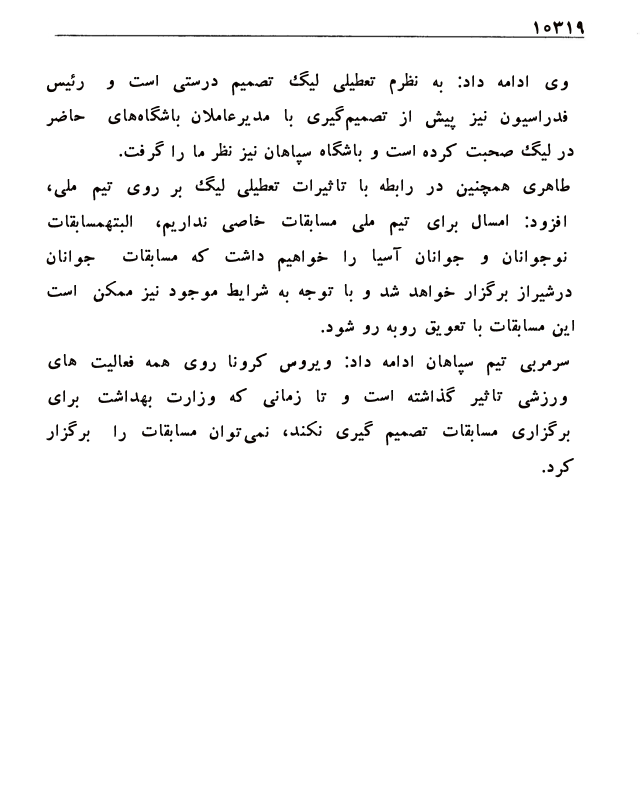 ۱۰۳۱۹
وی ادامه داد: به نظرم تعطیلی لیگ تصمیم درستی است و رئیس
فدراسیون نیز پیش از تصمیم‌گیری با مدیرعاملان باشگاه‌های حاضر
در لیگ صحبت کرده است و باشگاه سپاهان نیز نظر ما را گرفت.
طاهری همچنین در رابطه با تاثیرات تعطیلی لیگ بر روی تیم ملی،
افزود: امسال برای تیم ملی مسابقات خاصی نداریم، البتهمسابقات
نوجوانان و جوانان آسیا را خواهیم داشت که مسابقات جوانان
درشیراز برگزار خواهد شد و با توجه به شرایط موجود نیز ممکن است
این مسابقات با تعویق روبه رو شود.
سرمربی تیم سپاهان ادامه داد: ویروس کرونا روی همه فعالیت های
ورزشی تاثیر گذاشته است و تا زمانی که وزارت بهداشت برای
برگزاری مسابقات تصمیم گیری نکند، نمی‌توان مسابقات را برگزار
کرد.